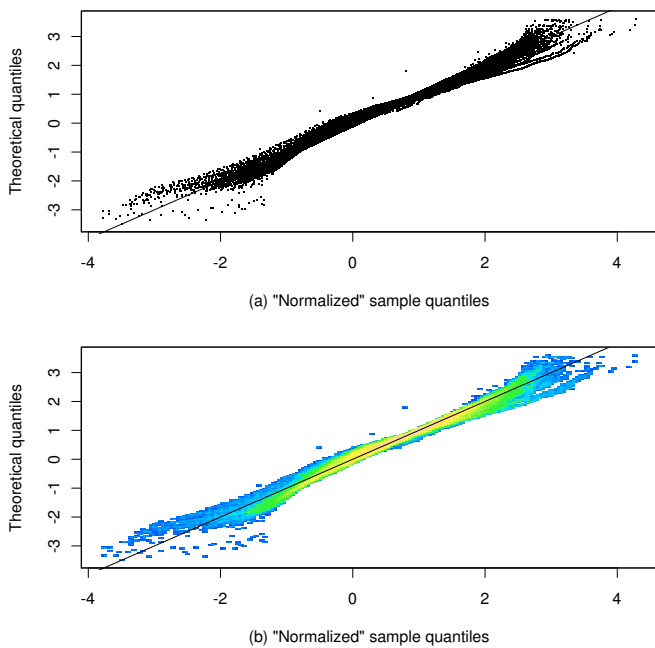 3
2
1
0
-1
-2
-3
Theoretical quantiles
-4 -2 0 2 4
(a) "Normalized" sample quantiles
3
2
1
0
-1
-2
-3
Theoretical quantiles
-4 -2 0 2 4
(b) "Normalized" sample quantiles